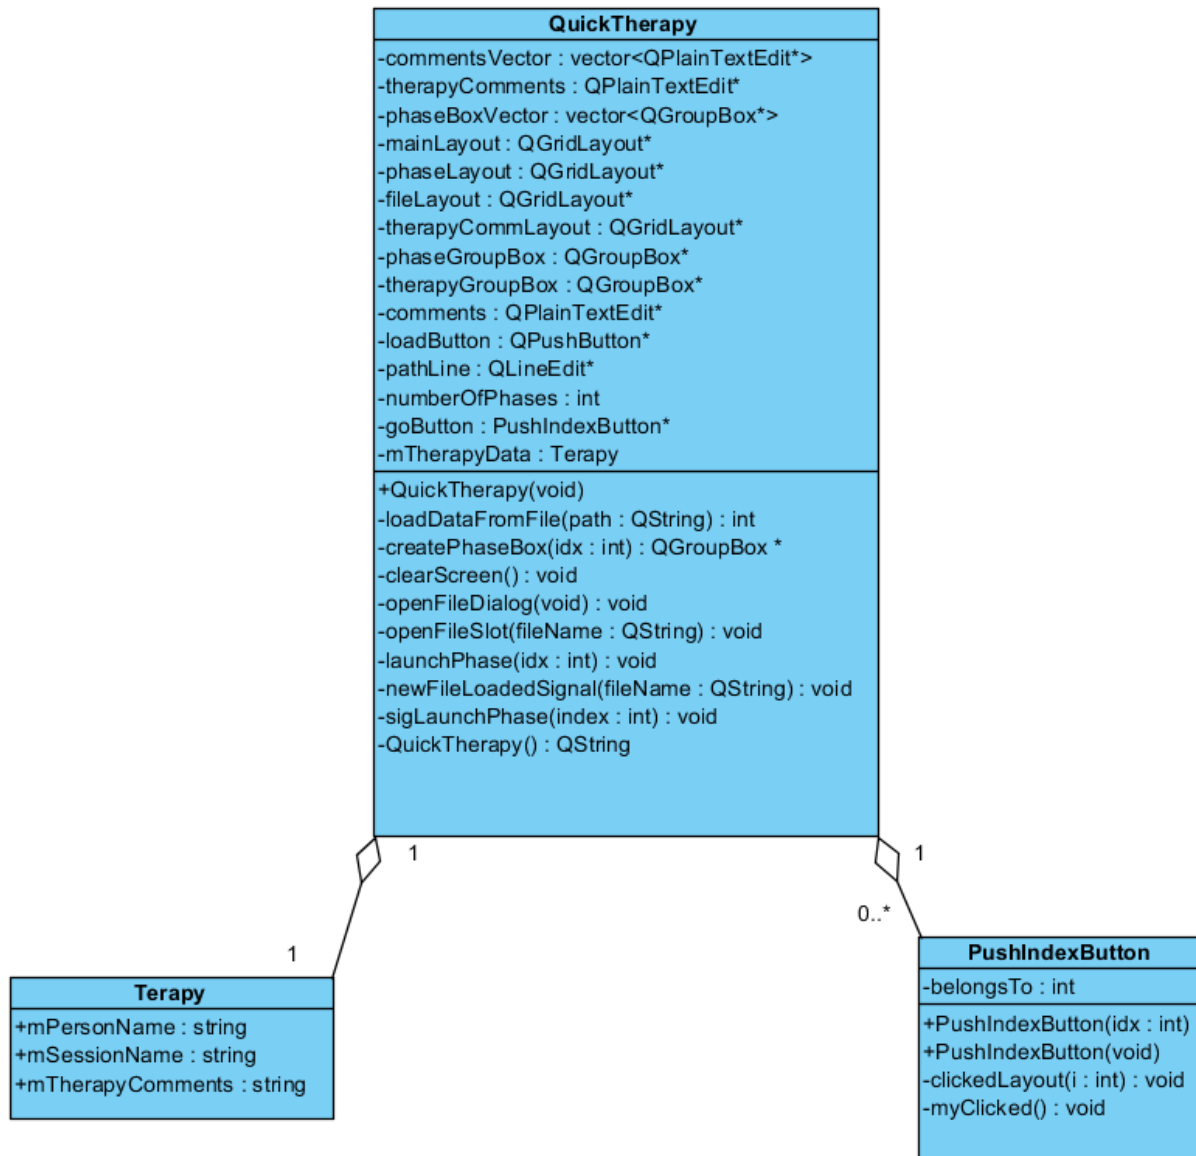 QuickTherapy
-commentsVector : vector<QPlainTextEdit*>
-therapyComments : QPlainTextEdit*
-phaseBoxVector : vector<QGroupBox*>
-mainLayout : QGridLayout*
-phaseLayout : QGridLayout*
-fileLayout : QGridLayout*
-therapyCommLayout : QGridLayout*
-phaseGroupBox : QGroupBox*
-therapyGroupBox : QGroupBox*
-comments : QPlainTextEdit*
-loadButton : QPushButton*
-pathLine : QLineEdit*
-numberOfPhases : int
-goButton : PushIndexButton*
-mTherapyData : Terapy
+QuickTherapy(void)
-loadDataFromFile(path : QString) : int
-createPhaseBox(idx : int) : QGroupBox *
-clearScreen() : void
-openFileDialog(void) : void
-openFileSlot(fileName : QString) : void
-launchPhase(idx : int) : void
-newFileLoadedSignal(fileName : QString) : void
-sigLaunchPhase(index : int) : void
-QuickTherapy() : QString
1
1
0..*
1
Terapy
+mPersonName : string
+mSessionName : string
+mTherapyComments : string
PushIndexButton
-belongsTo : int
+PushIndexButton(idx : int)
+PushIndexButton(void)
-clickedLayout(i : int) : void
-myClicked() : void